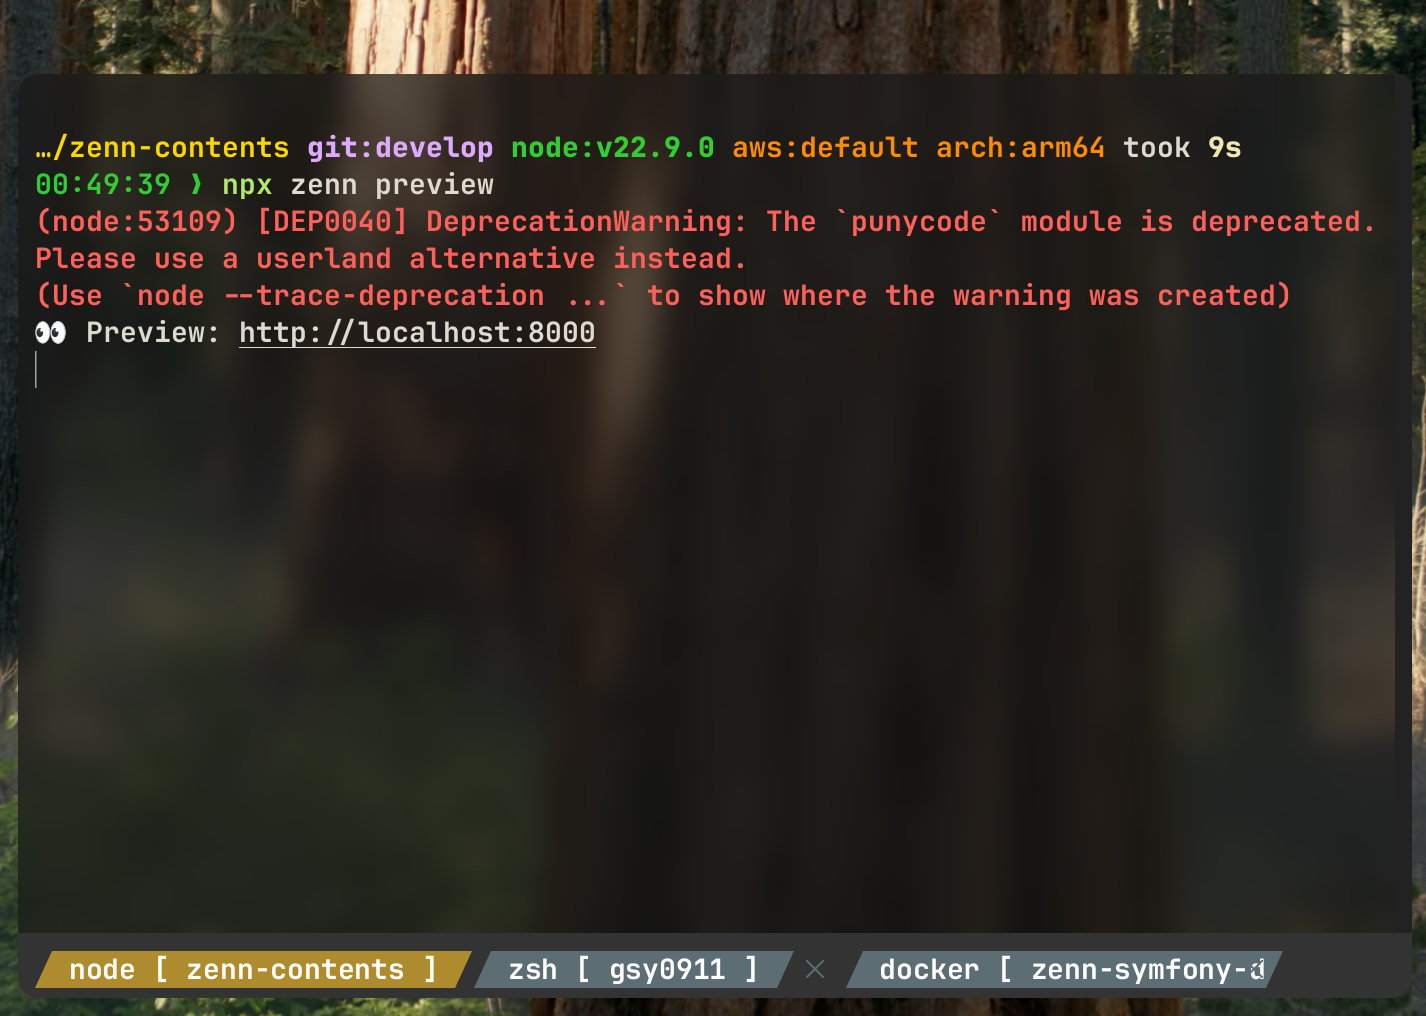 …/zenn-contents git:develop node:v22.9.0 aws:default arch:arm64 took 9s
00:49:39 ❯ npx zenn preview
(node:53109) [DEP0040] DeprecationWarning: The `punycode` module is deprecated.
Please use a userland alternative instead.
(Use `node --trace-deprecation ...` to show where the warning was created)
👀 Preview: http://localhost:8000
node [ zenn-contents ] zsh [ gsy0911 ] × docker [ zenn-symfony-d